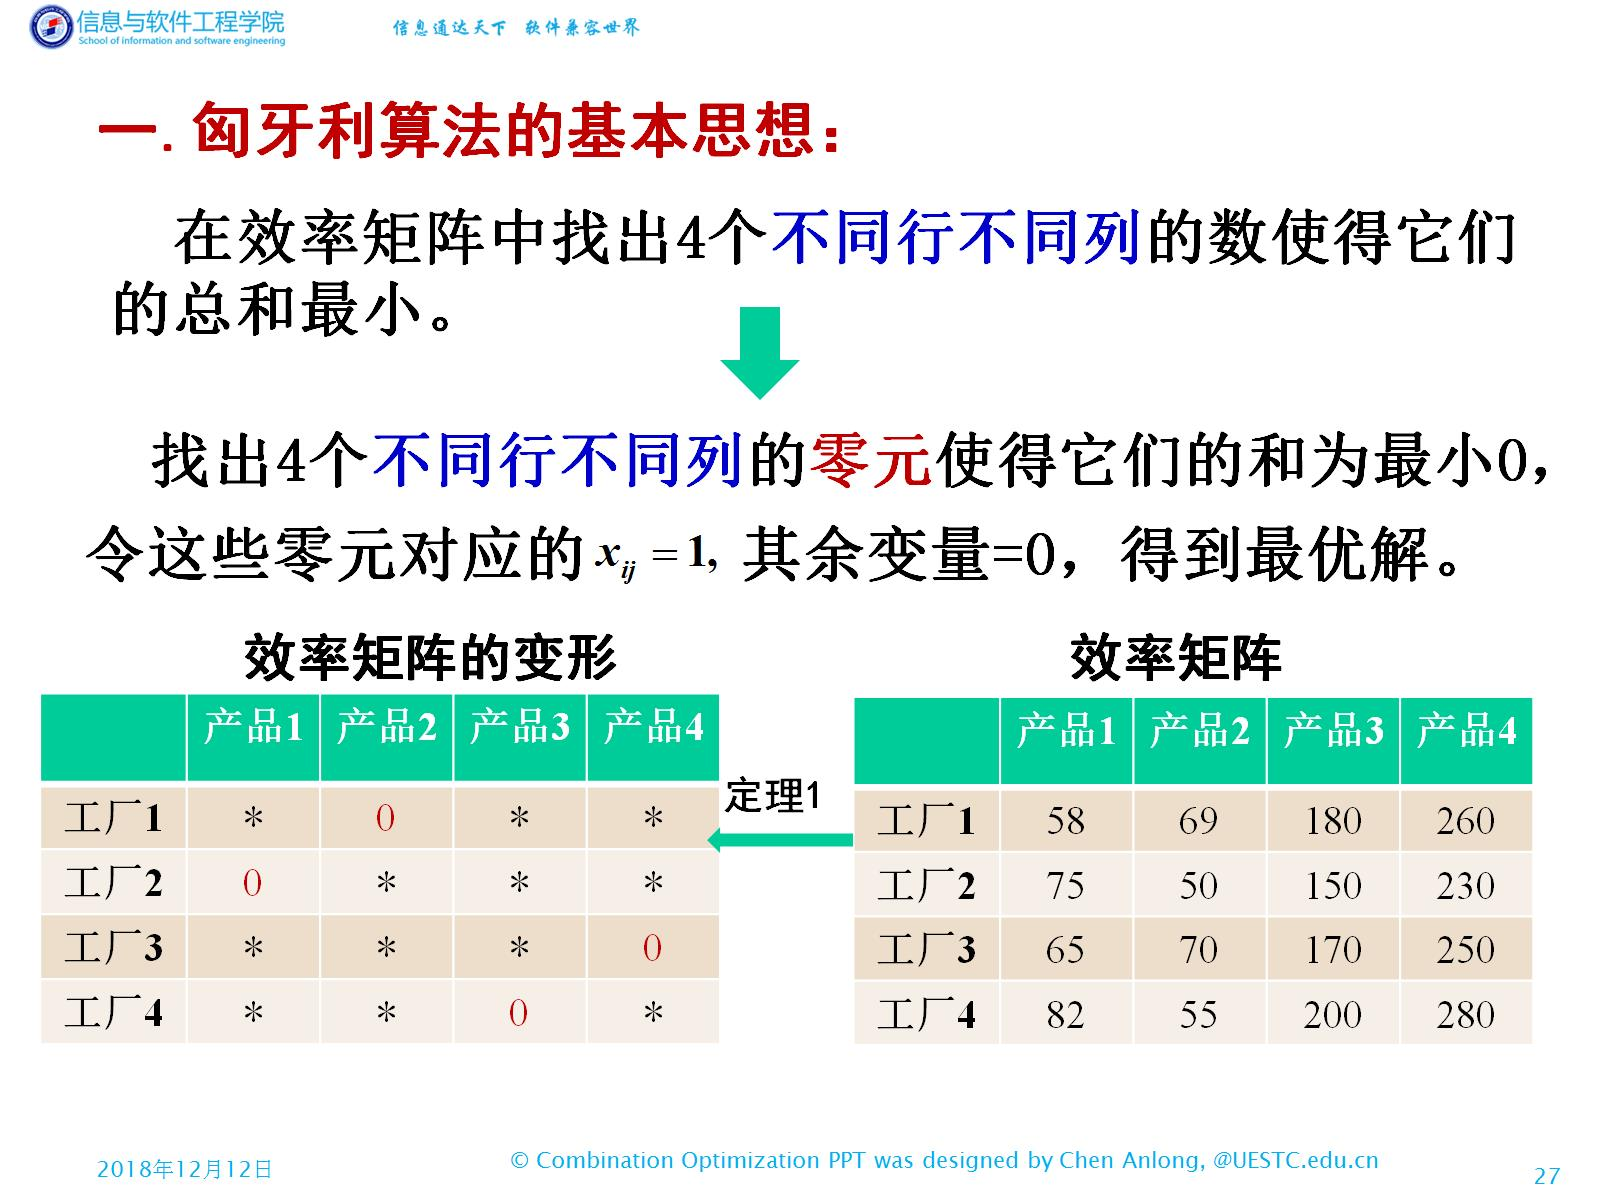 信息与软件工程学院
School of information and software engineering
信息通达天下 软件兼容世界
一.匈牙利算法的基本思想：
在效率矩阵中找出4个不同行不同列的数使得它们
的总和最小。
找出4个不同行不同列的零元使得它们的和为最小0，
令这些零元对应的 xij = 1, 其余变量=0，得到最优解。
效率矩阵的变形
产品1 产品2 产品3 产品4
工厂1 * 0 * *
工厂2 0 * * *
工厂3 * * * 0
工厂4 * * 0 *
定理1
效率矩阵
产品1 产品2 产品3 产品4
工厂1 58 69 180 260
工厂2 75 50 150 230
工厂3 65 70 170 250
工厂4 82 55 200 280
2018年12月12日
© Combination Optimization PPT was designed by Chen Anlong, @UESTC.edu.cn
27